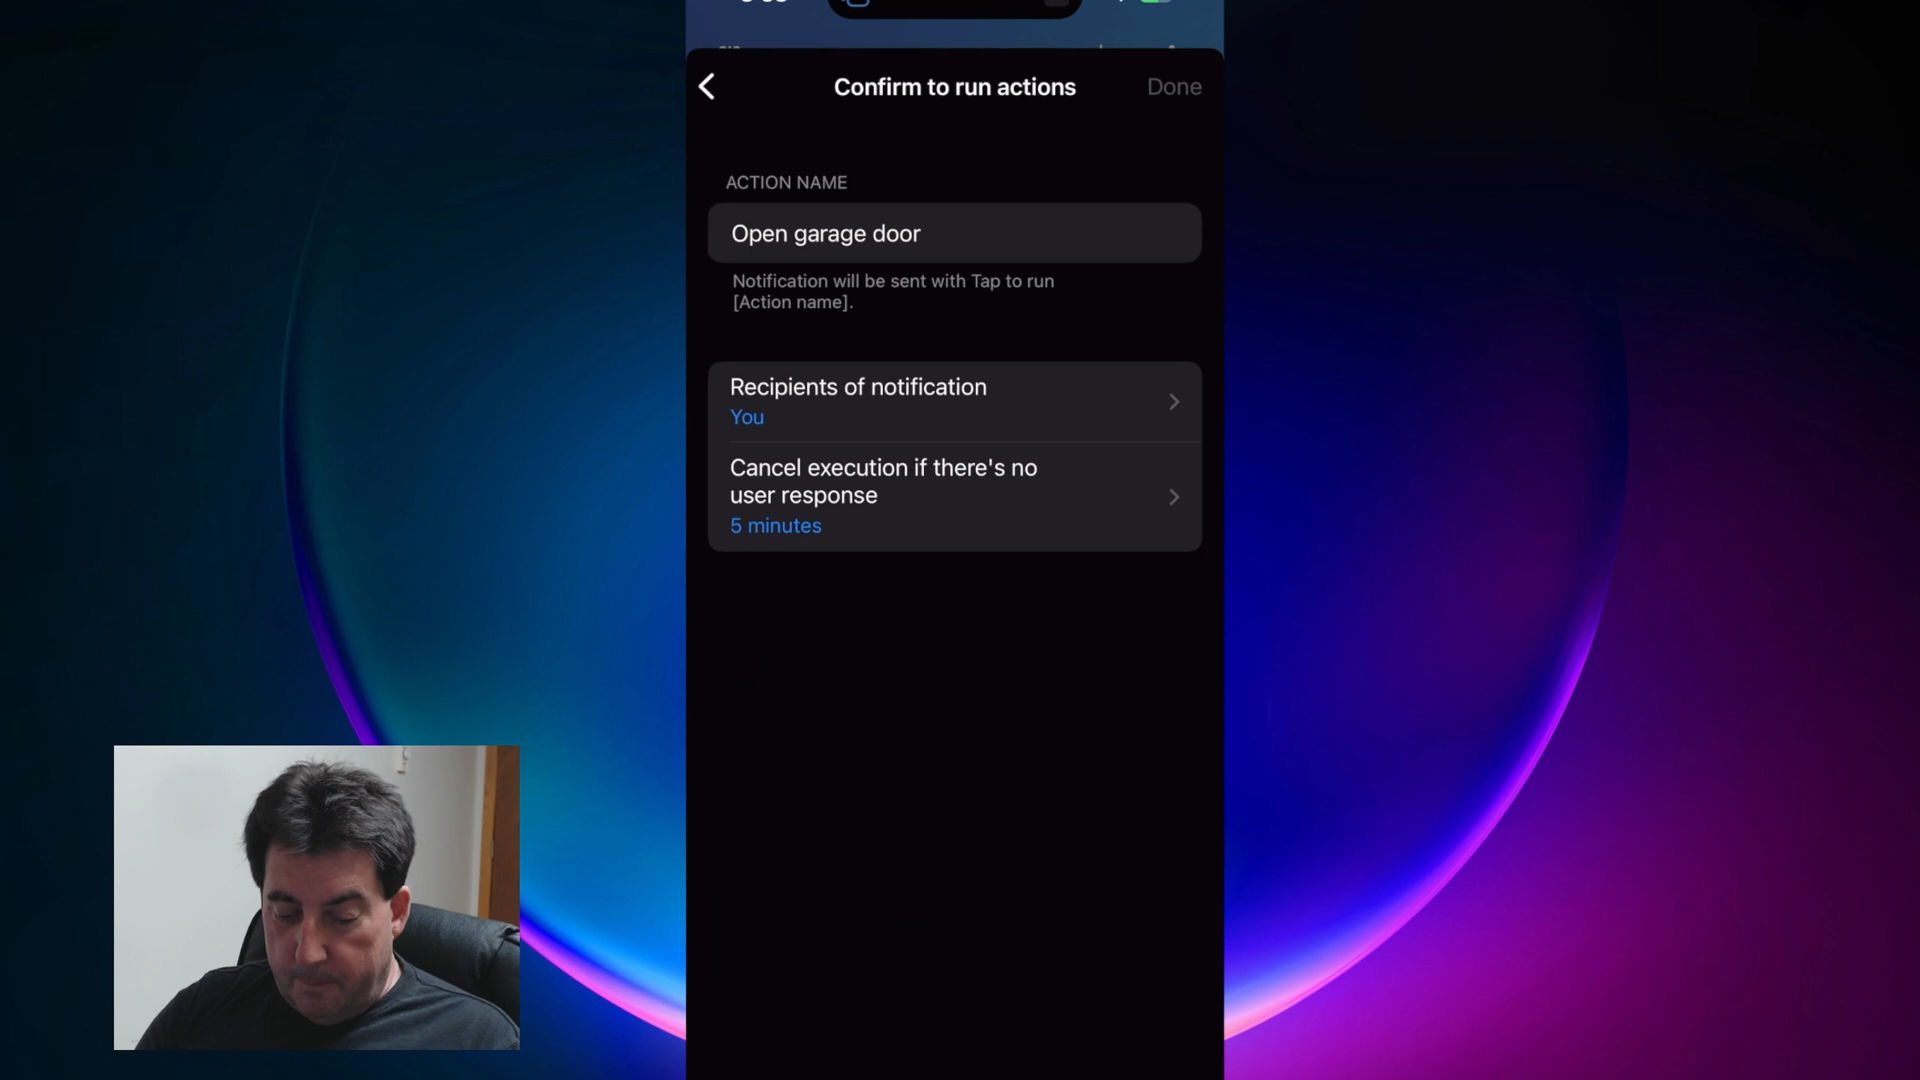 Confirm to run actions
Done
ACTION NAME
Open garage door
Notification will be sent with Tap to run
[Action name].
Recipients of notification
You
Cancel execution if there's no
user response
5 minutes